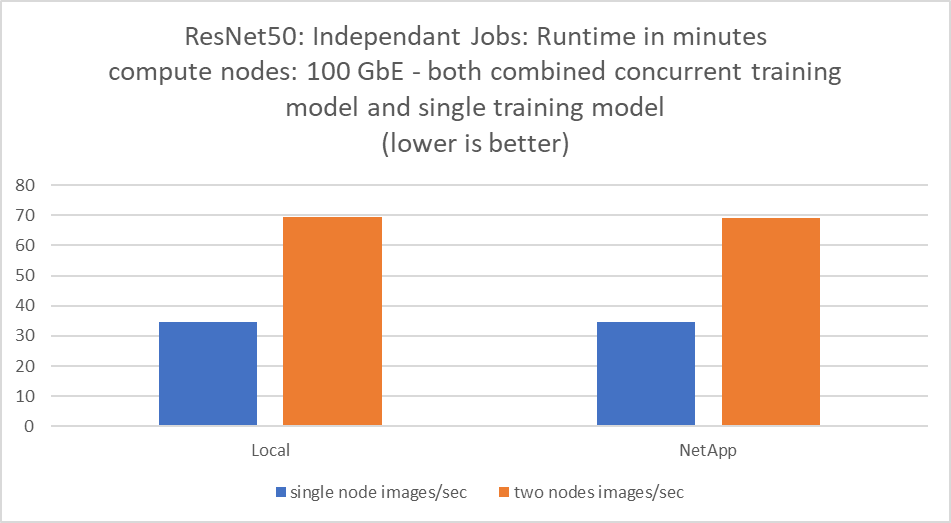 ResNet50: Independant Jobs: Runtime in minutes
compute nodes: 100 GbE - both combined concurrent training
model and single training model
(lower is better)
80
70
60
50
40
30
20
10
0
Local NetApp
single node images/sec two nodes images/sec